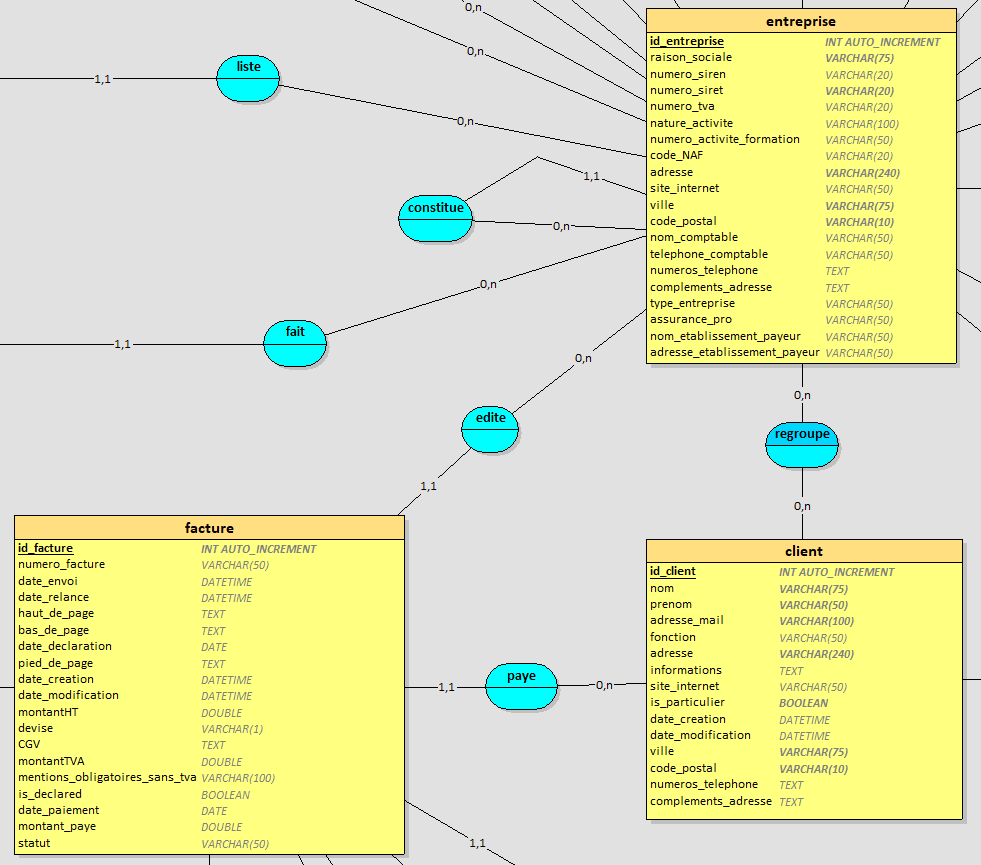 0,n
0,n
entreprise
id_entreprise INT AUTO_INCREMENT
raison_sociale VARCHAR(75)
numero_siren VARCHAR(20)
numero_siret VARCHAR(20)
numero_tva VARCHAR(20)
nature_activite VARCHAR(100)
numero_activite_formation VARCHAR(50)
code_NAF VARCHAR(20)
adresse VARCHAR(240)
site_internet VARCHAR(50)
ville VARCHAR(75)
code_postal VARCHAR(10)
nom_comptable VARCHAR(50)
telephone_comptable VARCHAR(50)
numeros_telephone TEXT
complements_adresse TEXT
type_entreprise VARCHAR(50)
assurance_pro VARCHAR(50)
nom_etablissement_payeur VARCHAR(50)
adresse_etablissement_payeur VARCHAR(50)
1,1
liste
0,n
constitue
1,1
0,n
0,n
1,1
fait
0,n
edite
1,1
0,n
regroupe
0,n
facture
id_facture INT AUTO_INCREMENT
numero_facture VARCHAR(50)
date_envoi DATETIME
date_relance DATETIME
haut_de_page TEXT
bas_de_page TEXT
date_declaration DATE
pied_de_page TEXT
date_creation DATETIME
date_modification DATETIME
montantHT DOUBLE
devise VARCHAR(1)
CGV TEXT
montantTVA DOUBLE
mentions_obligatoires_sans_tva VARCHAR(100)
is_declared BOOLEAN
date_paiement DATE
montant_paye DOUBLE
statut VARCHAR(50)
1,1
paye
0,n
client
id_client INT AUTO_INCREMENT
nom VARCHAR(75)
prenom VARCHAR(50)
adresse_mail VARCHAR(100)
fonction VARCHAR(50)
adresse VARCHAR(240)
informations TEXT
site_internet VARCHAR(50)
is_particulier BOOLEAN
date_creation DATETIME
date_modification DATETIME
ville VARCHAR(75)
code_postal VARCHAR(10)
numeros_telephone TEXT
complements_adresse TEXT
1,1